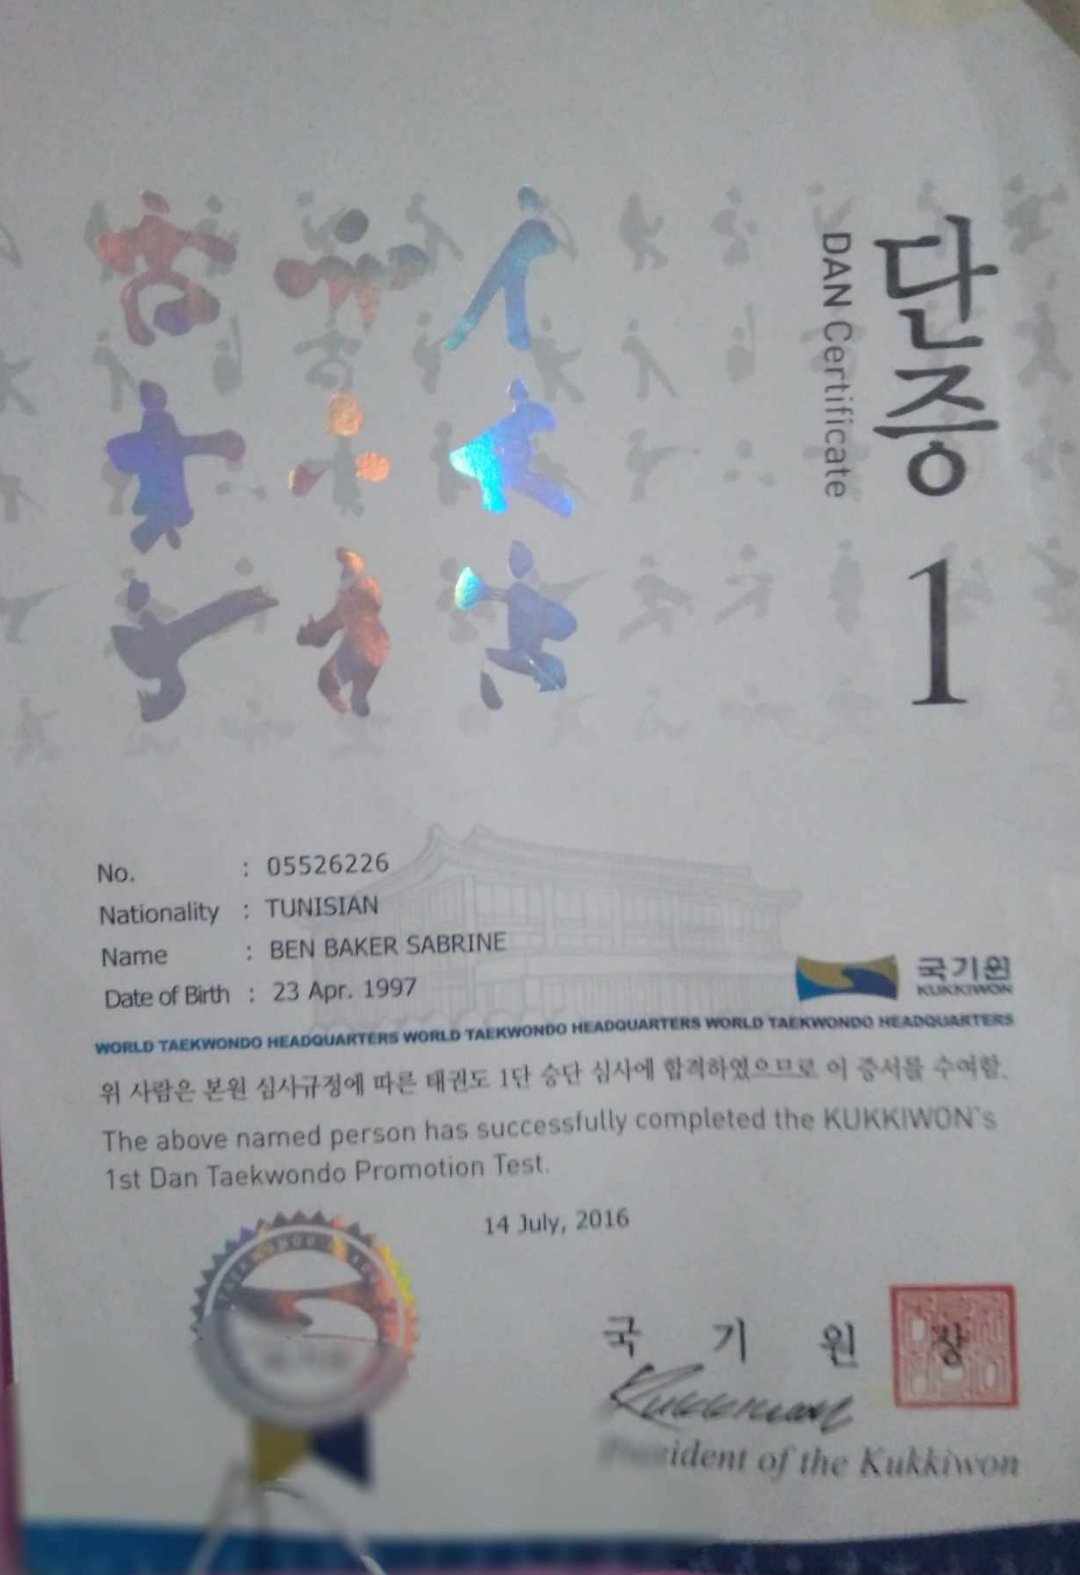 단증 1
DAN Certificate
No. : 05526226
Nationality : TUNISIAN
Name : BEN BAKER SABRINE
Date of Birth : 23 Apr. 1997
국기원
KUKKIWON
WORLD TAEKWONDO HEADQUARTERS WORLD TAEKWONDO HEADQUARTERS WORLD TAEKWONDO HEADQUARTERS
위 사람은 본원 심사규정에 따른 태권도 1단 승단 심사에 합격하였으므로 이 증서를 수여함.
The above named person has successfully completed the KUKKIWON's
1st Dan Taekwondo Promotion Test.
14 July, 2016
국 기 원 장
Kukkiwon
President of the Kukkiwon